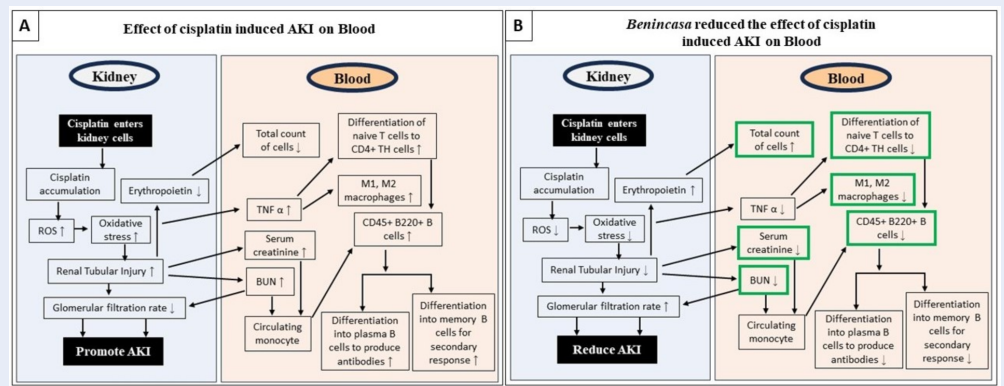 A
Effect of cisplatin induced AKI on Blood
Kidney
Blood
Cisplatin enters
kidney cells
Cisplatin
accumulation
Erythropoietin ↓
ROS ↑
Oxidative
stress ↑
Renal Tubular Injury ↑
Glomerular filtration rate ↓
Promote AKI
Total count
of cells ↓
Differentiation of
naive T cells to
CD4+ TH cells ↑
M1, M2
macrophages ↑
TNF α ↑
CD45+ B220+ B
cells ↑
Serum
creatinine ↑
BUN ↑
Circulating
monocyte
Differentiation
into plasma B
cells to produce
antibodies ↑
Differentiation
into memory B
cells for
secondary
response ↑
B
Benincasa reduced the effect of cisplatin
induced AKI on Blood
Kidney
Blood
Cisplatin enters
kidney cells
Cisplatin
accumulation
Erythropoietin ↑
ROS ↓
Oxidative
stress ↓
Renal Tubular Injury ↓
Glomerular filtration rate ↑
Reduce AKI
Total count
of cells ↑
Differentiation of
naive T cells to
CD4+ TH cells ↓
M1, M2
macrophages ↓
TNF α ↓
CD45+ B220+ B
cells ↓
Serum
creatinine ↓
BUN ↓
Circulating
monocyte
Differentiation
into plasma B
cells to produce
antibodies ↓
Differentiation
into memory B
cells for
secondary
response ↓